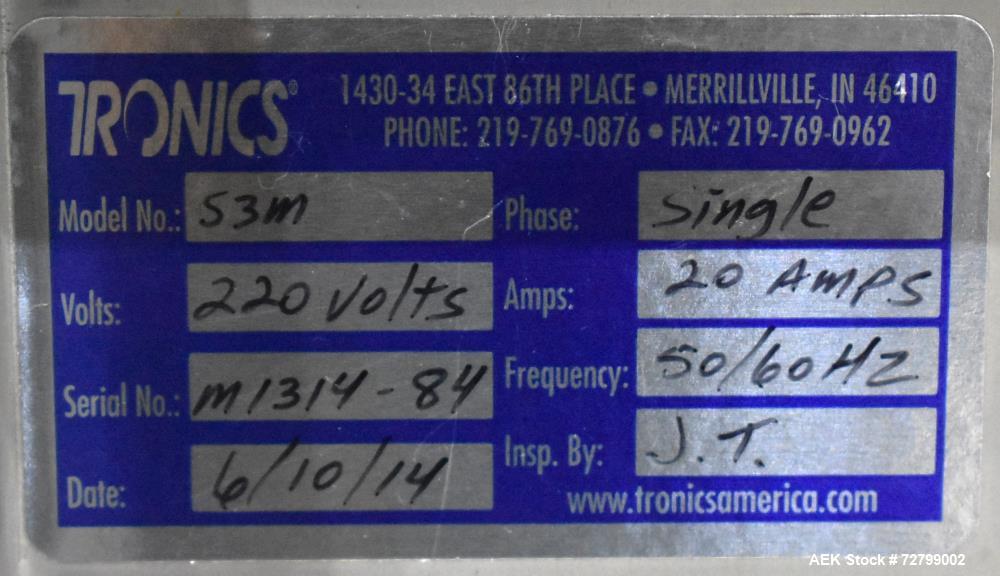 TRONICS®
1430-34 EAST 86TH PLACE • MERRILLVILLE, IN 46410
PHONE: 219-769-0876 • FAX: 219-769-0962
Model No.: S3m
Phase: Single
Volts: 220 Volts
Amps: 20 Amps
Serial No.: M1314-84
Frequency: 50/60 Hz
Date: 6/10/14
Insp. By: J.T.
www.tronicsamerica.com
AEK Stock # 72799002